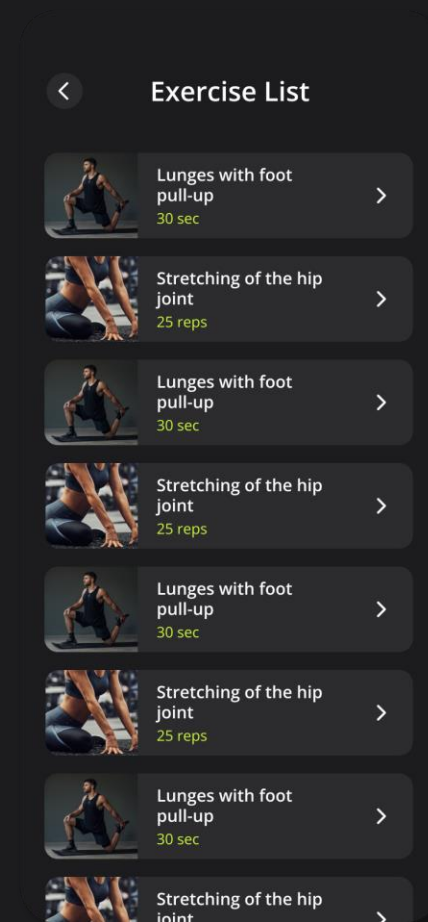 Exercise List
Lunges with foot
pull-up
30 sec
Stretching of the hip
joint
25 reps
Lunges with foot
pull-up
30 sec
Stretching of the hip
joint
25 reps
Lunges with foot
pull-up
30 sec
Stretching of the hip
joint
25 reps
Lunges with foot
pull-up
30 sec
Stretching of the hip
joint